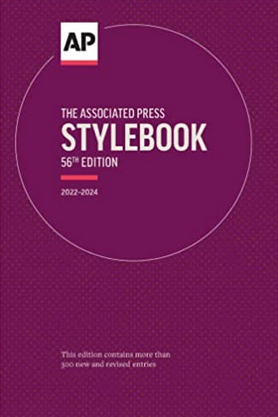 AP
THE ASSOCIATED PRESS
STYLEBOOK
56TH EDITION
2022–2024
This edition contains more than
300 new and revised entries